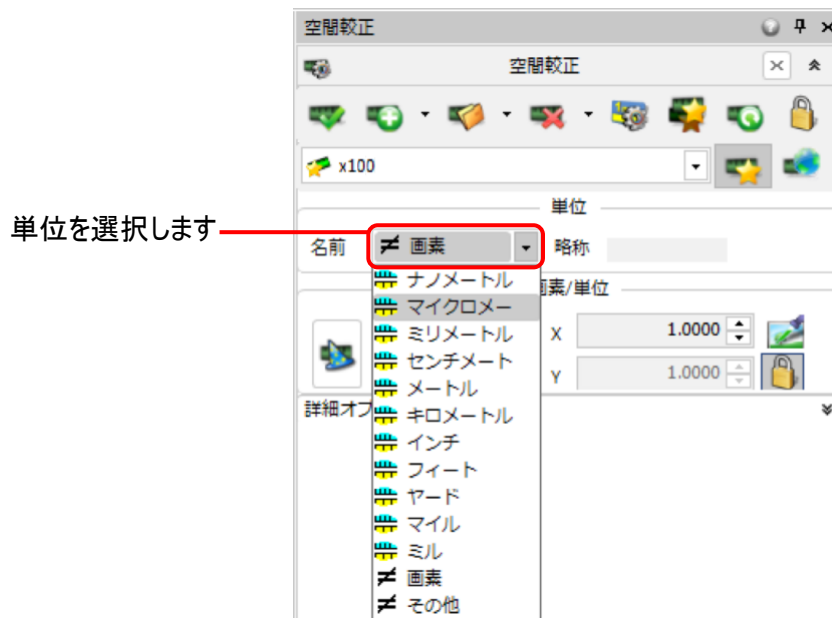 空間較正
空間較正
x100
単位
単位を選択します
名前 画素 略称
ナノメートル
画素/単位
マイクロメー
ミリメートル X 1.0000
センチメート
Y 1.0000
メートル
詳細オプ
キロメートル
インチ
フィート
ヤード
マイル
ミル
画素
その他